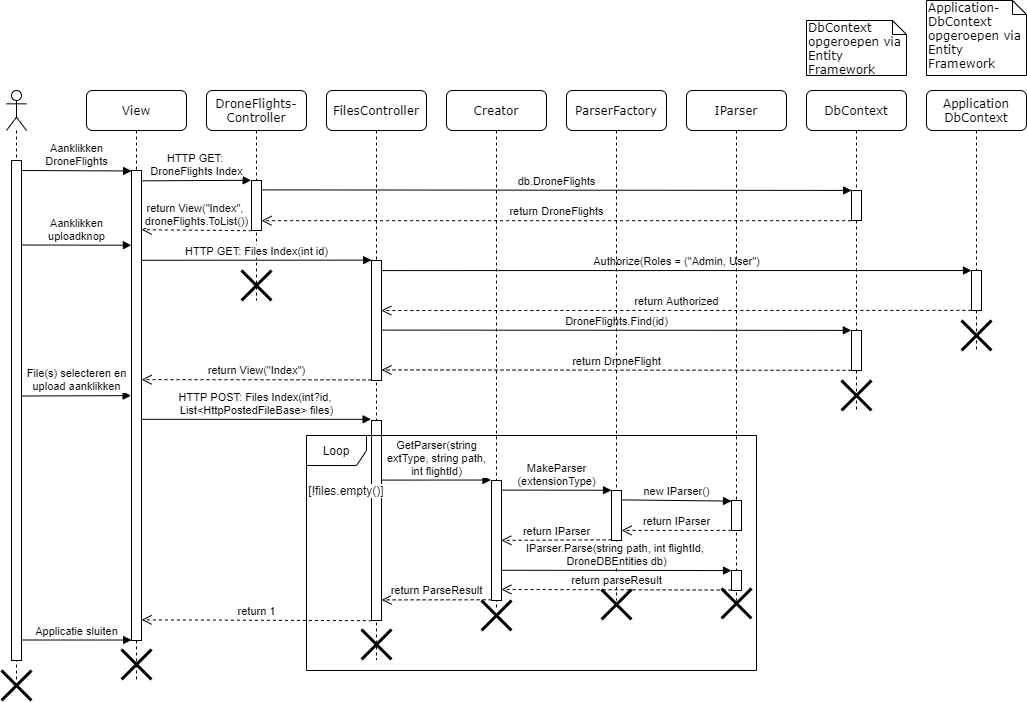 DbContext
opgeroepen via
Entity
Framework
Application-
DbContext
opgeroepen via
Entity
Framework
View
DroneFlights-
Controller
FilesController
Creator
ParserFactory
IParser
DbContext
Application
DbContext
Aanklikken
DroneFlights
HTTP GET:
DroneFlights Index
db.DroneFlights
return DroneFlights
return View("Index",
droneFlights.ToList())
Aanklikken
uploadknop
HTTP GET: Files Index(int id)
Authorize(Roles = ("Admin, User")
return Authorized
DroneFlights.Find(id)
return DroneFlight
return View("Index")
File(s) selecteren en
upload aanklikken
HTTP POST: Files Index(int?id,
List<HttpPostedFileBase> files)
Loop
[!files.empty()]
GetParser(string
extType, string path,
int flightId)
MakeParser
(extensionType)
new IParser()
return IParser
return IParser
IParser.Parse(string path, int flightId,
DroneDBEntities db)
return parseResult
return ParseResult
return 1
Applicatie sluiten